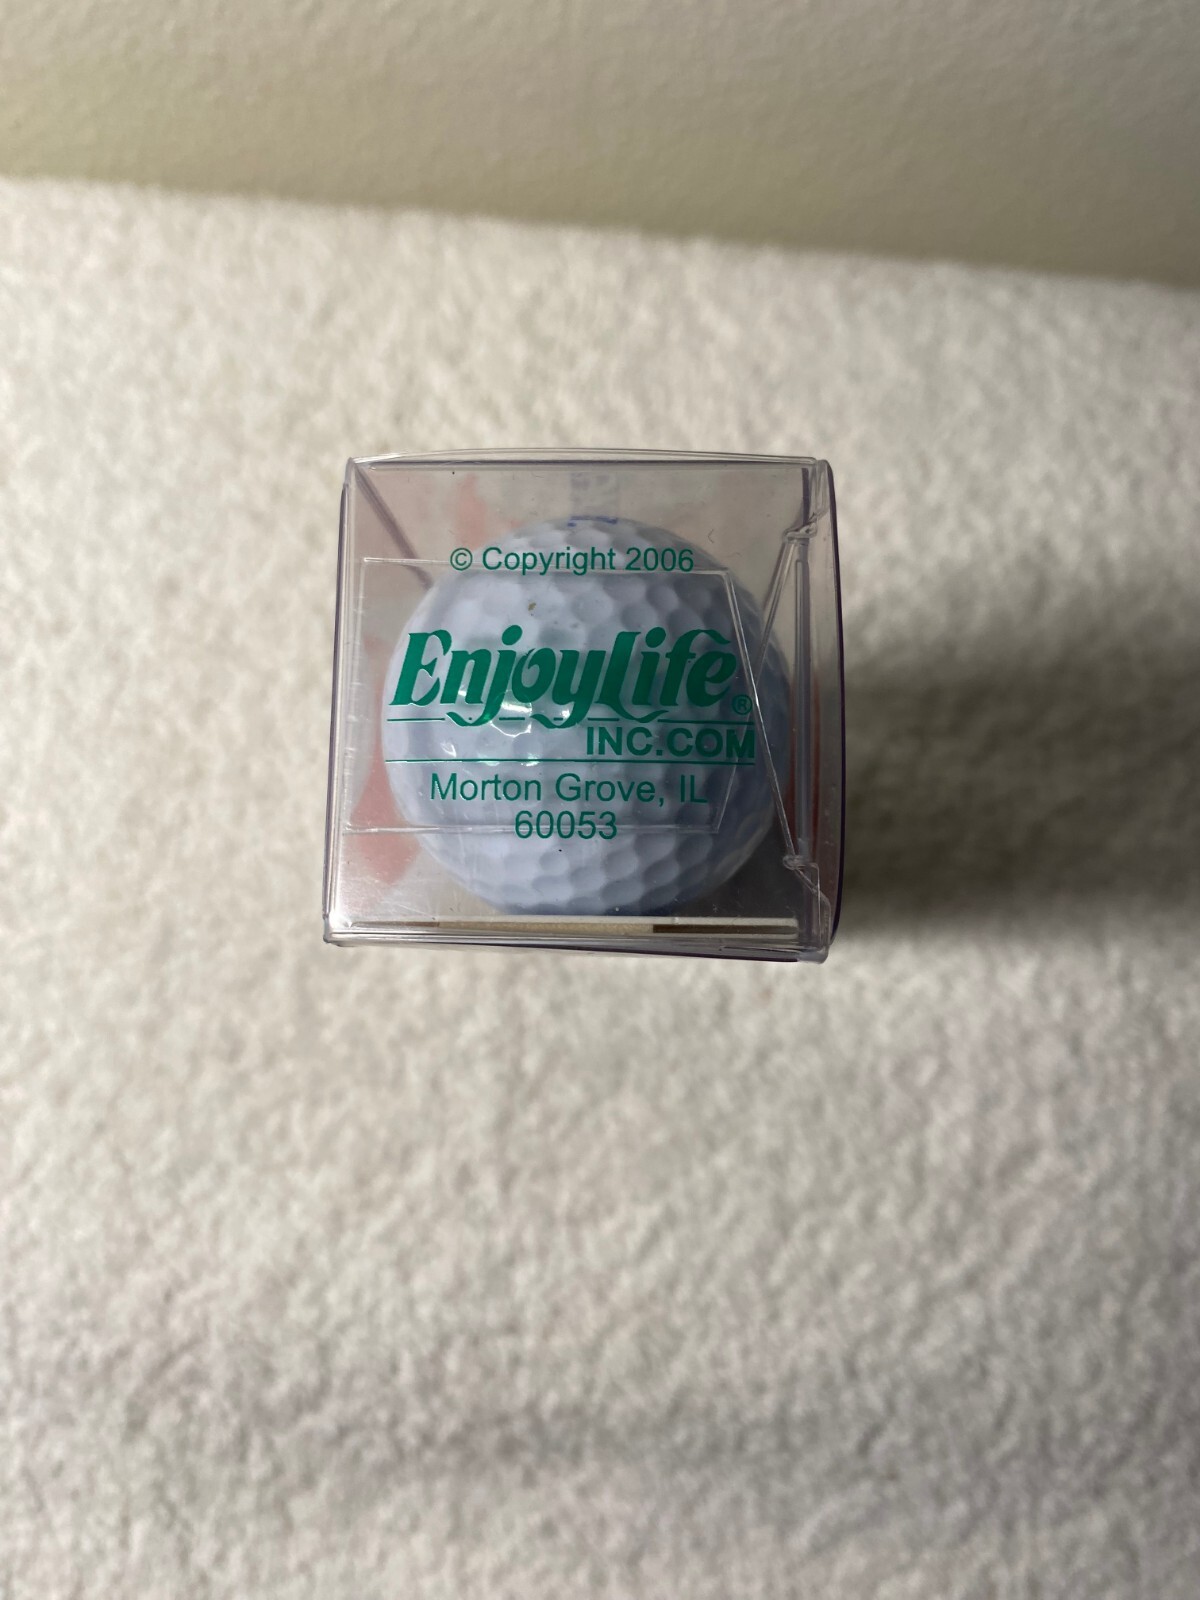 © Copyright 2006
EnjoyLife®
INC.COM
Morton Grove, IL
60053